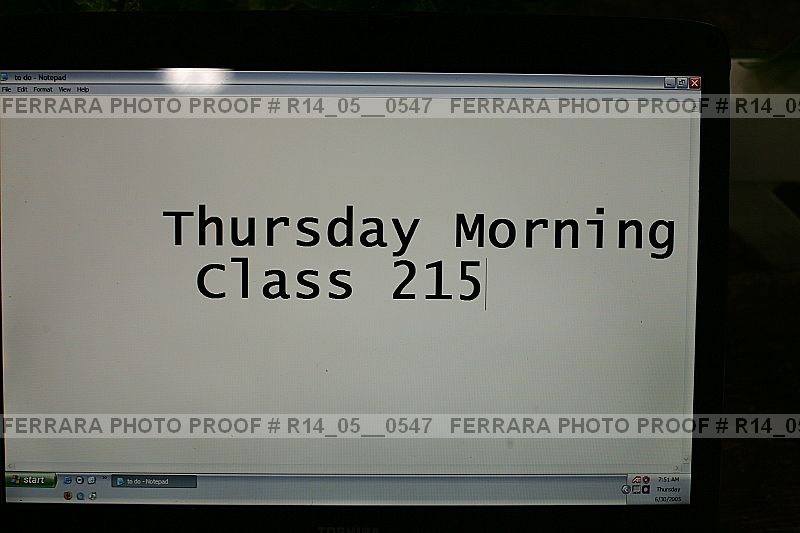 to do - Notepad
File Edit Format View Help
FERRARA PHOTO PROOF # R14_05__0547 FERRARA PHOTO PROOF # R14_05
Thursday Morning
Class 215
FERRARA PHOTO PROOF # R14_05__0547 FERRARA PHOTO PROOF # R14_05
start
to do - Notepad
7:51 AM
Thursday
6/30/2005
TOSHIBA